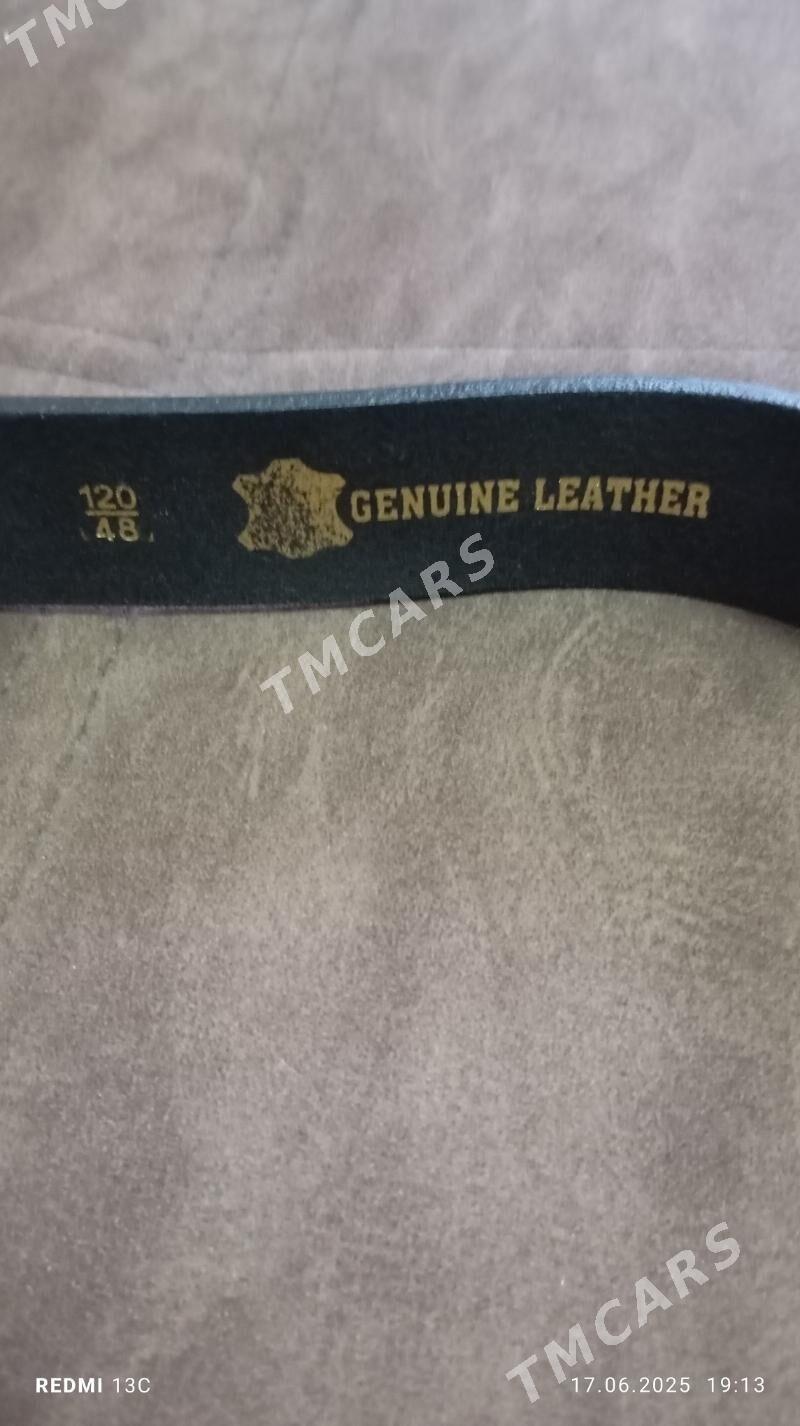 TMC
120
48
GENUINE LEATHER
TMCARS
TMCARS
REDMI 13C
17.06.2025 19:13